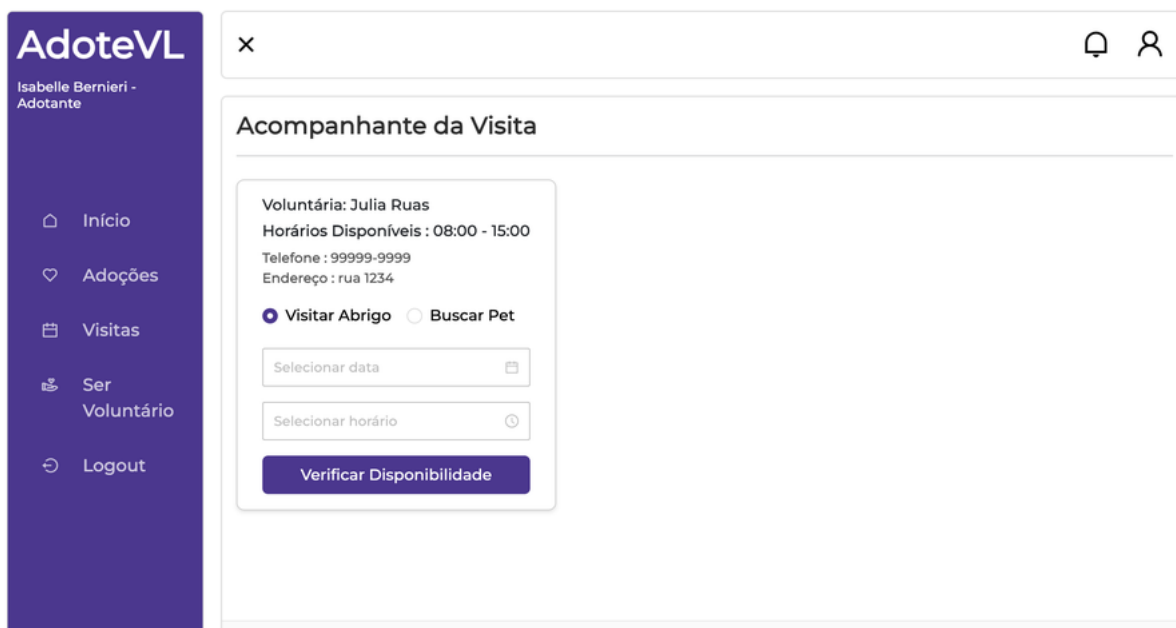 AdoteVL
Isabelle Bernieri -
Adotante
Início
Adoções
Visitas
Ser
Voluntário
Logout
Acompanhante da Visita
Voluntária: Julia Ruas
Horários Disponíveis : 08:00 - 15:00
Telefone : 99999-9999
Endereço : rua 1234
Visitar Abrigo Buscar Pet
Selecionar data
Selecionar horário
Verificar Disponibilidade